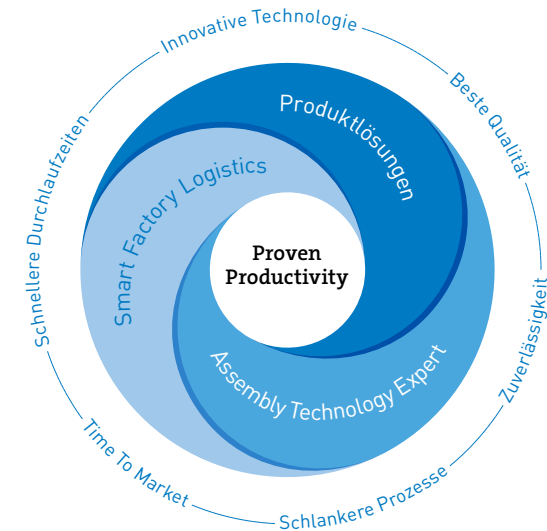 Innovative Technologie
Beste Qualität
Zuverlässigkeit
Schlankere Prozesse
Time To Market
Schnellere Durchlaufzeiten
Produktlösungen
Smart Factory Logistics
Assembly Technology Expert
Proven
Productivity